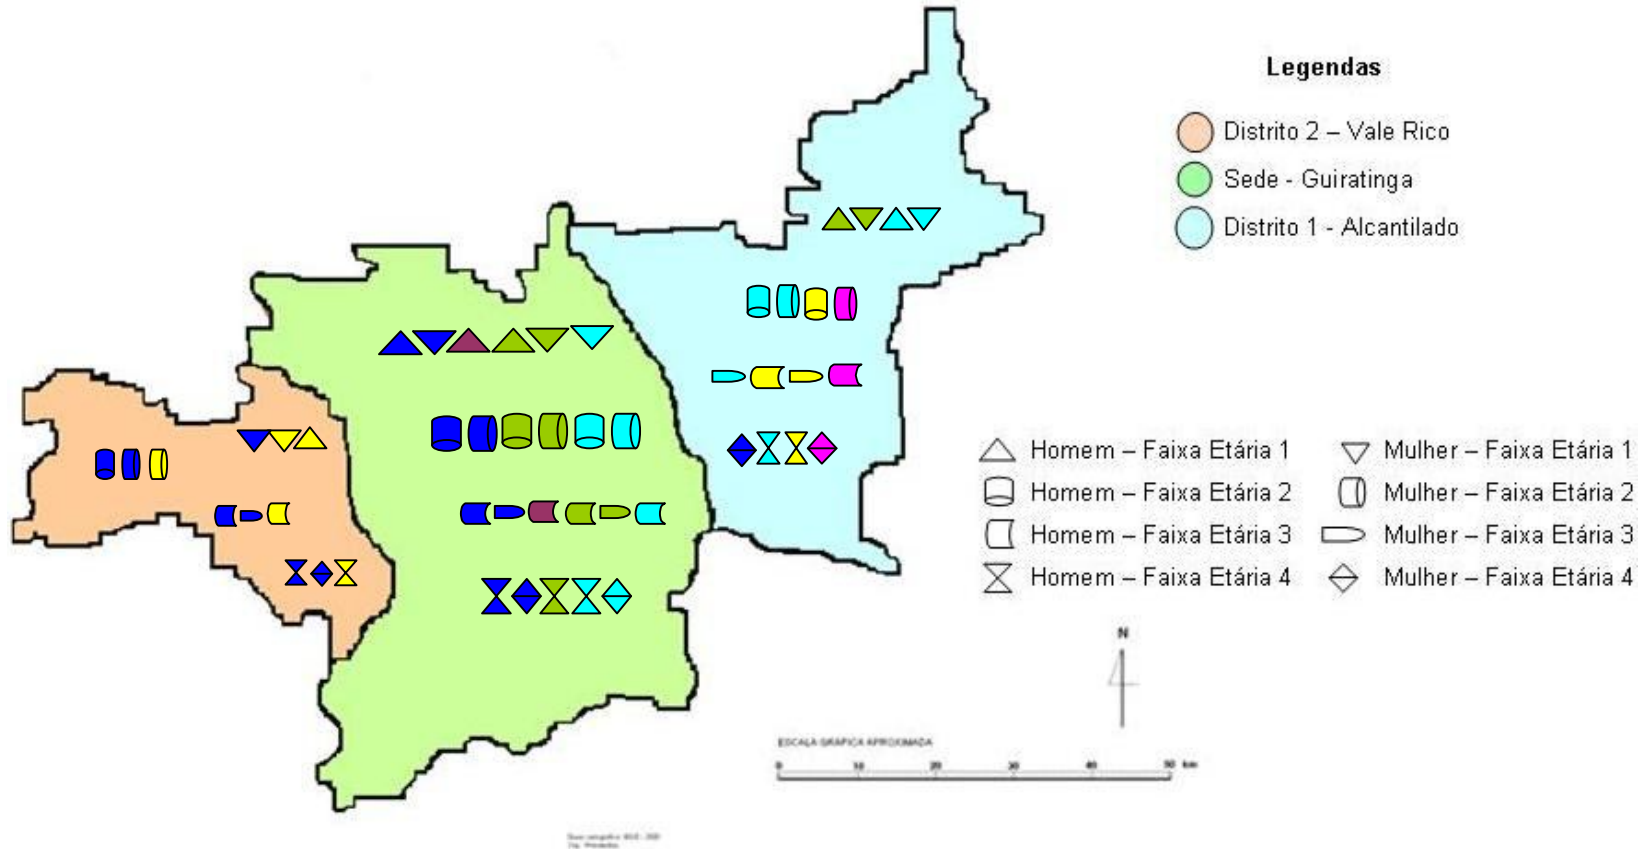 Legendas
Distrito 2 – Vale Rico
Sede - Guiratinga
Distrito 1 - Alcantilado
Homem – Faixa Etária 1
Mulher – Faixa Etária 1
Homem – Faixa Etária 2
Mulher – Faixa Etária 2
Homem – Faixa Etária 3
Mulher – Faixa Etária 3
Homem – Faixa Etária 4
Mulher – Faixa Etária 4
N
ESCALA GRÁFICA APROXIMADA
0 10 20 30 40 50 km